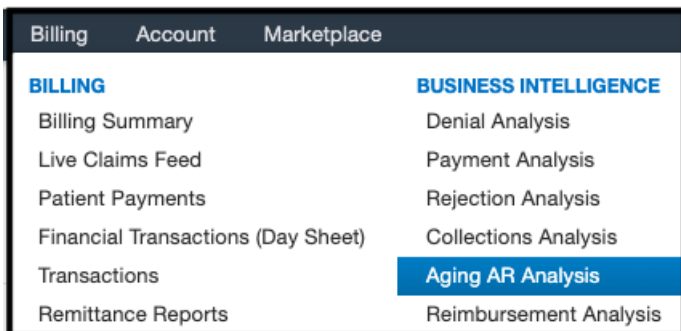 Billing Account Marketplace
BILLING
Billing Summary
Live Claims Feed
Patient Payments
Financial Transactions (Day Sheet)
Transactions
Remittance Reports
BUSINESS INTELLIGENCE
Denial Analysis
Payment Analysis
Rejection Analysis
Collections Analysis
Aging AR Analysis
Reimbursement Analysis